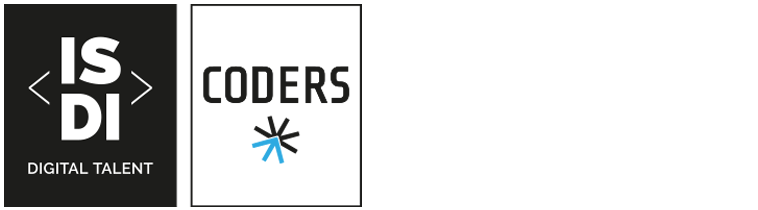 IS
DI
DIGITAL TALENT
CODERS